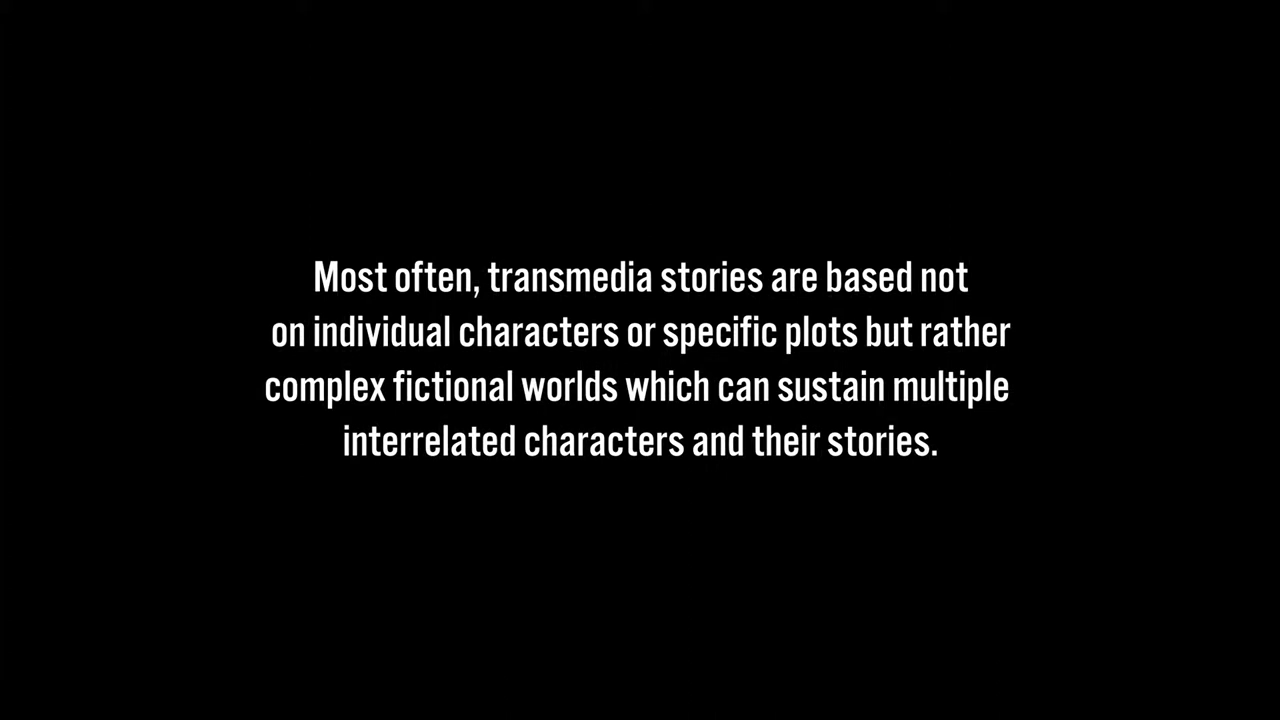 Most often, transmedia stories are based not
on individual characters or specific plots but rather
complex fictional worlds which can sustain multiple
interrelated characters and their stories.